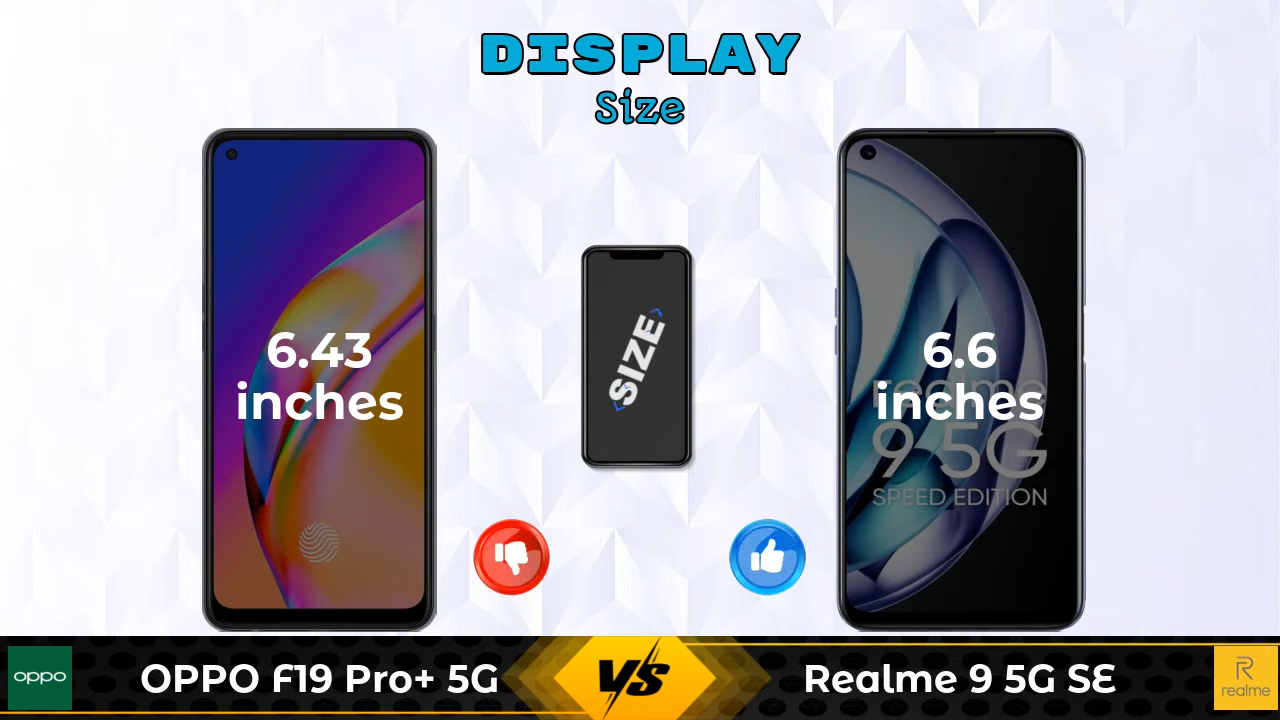 DISPLAY
Size
6.43
inches
SIZE
6.6
inches
realme
9 5G
SPEED EDITION
oppo
OPPO F19 Pro+ 5G
VS
Realme 9 5G SE
R
realme